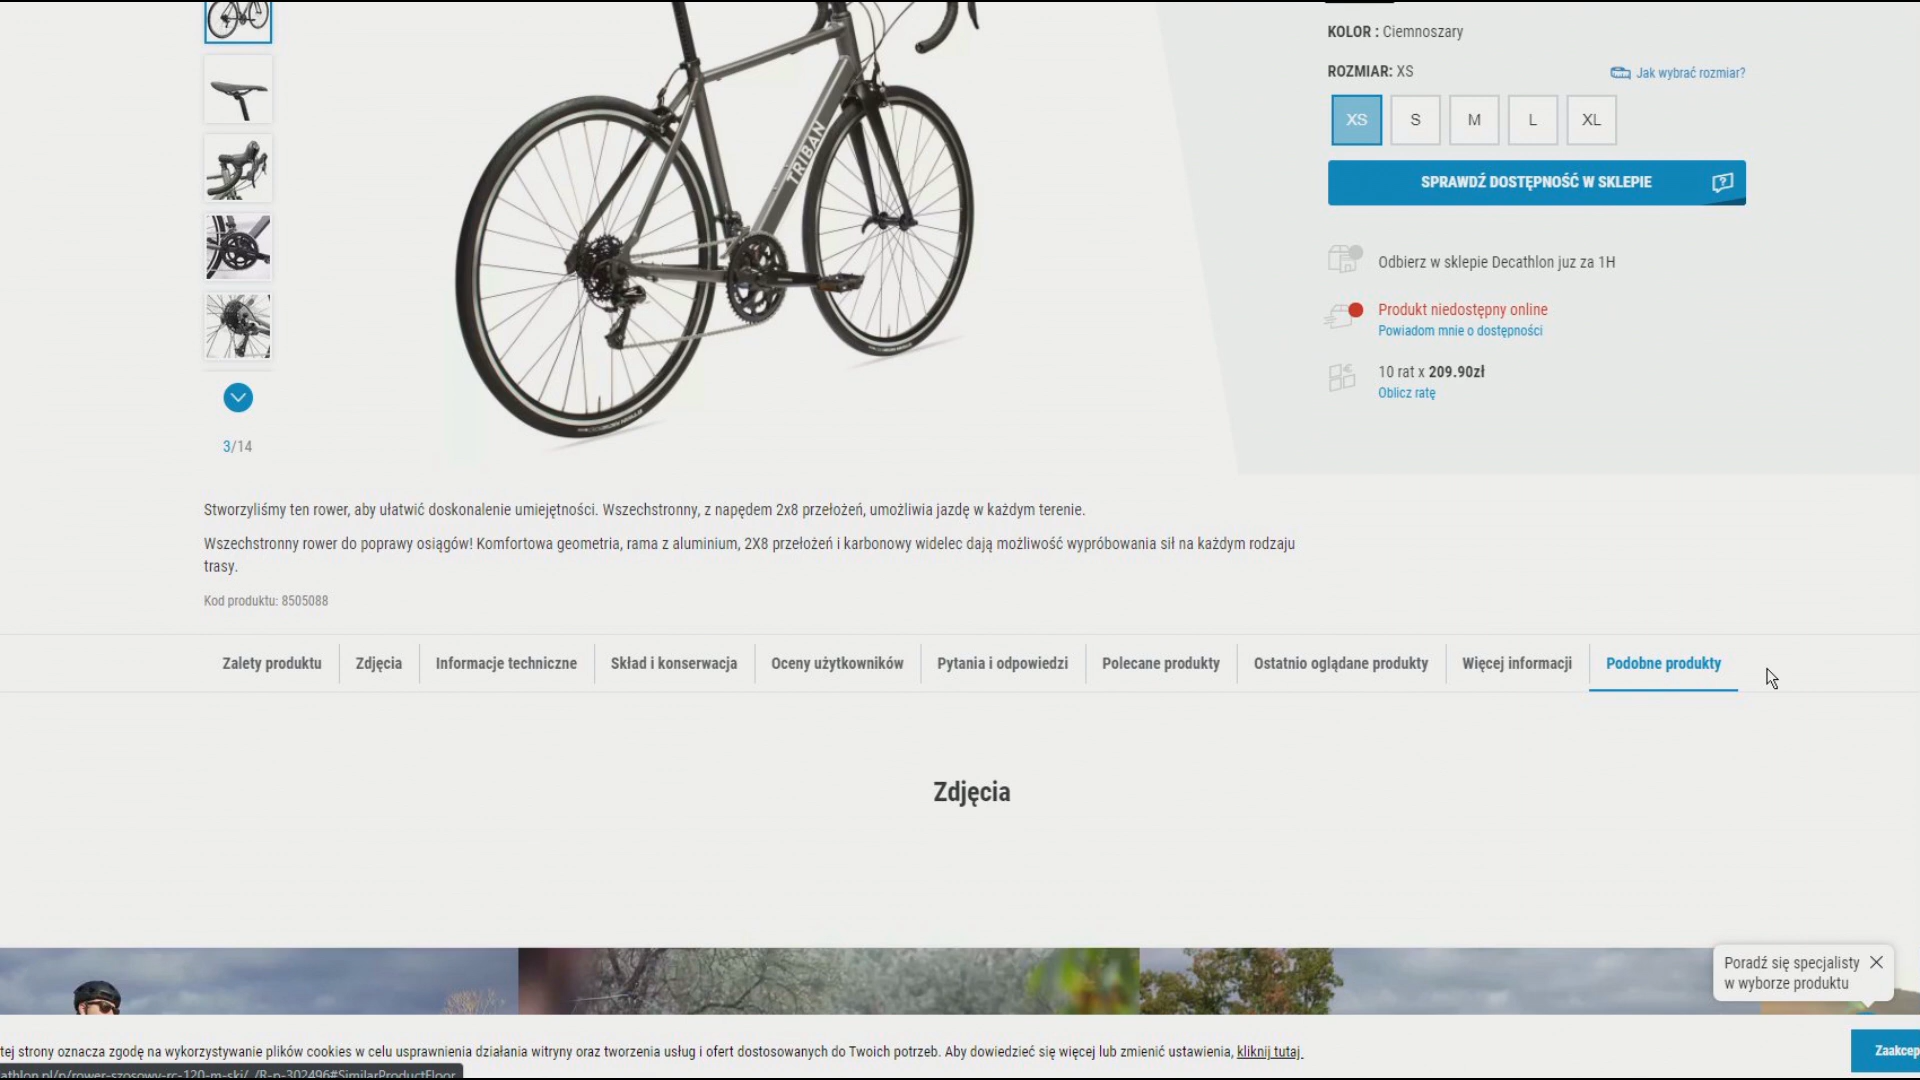 KOLOR : Ciemnoszary
ROZMIAR: XS
Jak wybrać rozmiar?
XS
S
M
L
XL
SPRAWDŹ DOSTĘPNOŚĆ W SKLEPIE
Odbierz w sklepie Decathlon juz za 1H
Produkt niedostępny online
Powiadom mnie o dostępności
10 rat x 209.90zł
Oblicz ratę
TRIBAN
3/14
Stworzyliśmy ten rower, aby ułatwić doskonalenie umiejętności. Wszechstronny, z napędem 2x8 przełożeń, umożliwia jazdę w każdym terenie.
Wszechstronny rower do poprawy osiągów! Komfortowa geometria, rama z aluminium, 2X8 przełożeń i karbonowy widelec dają możliwość wypróbowania sił na każdym rodzaju
trasy.
Kod produktu: 8505088
Zalety produktu
Zdjęcia
Informacje techniczne
Skład i konserwacja
Oceny użytkowników
Pytania i odpowiedzi
Polecane produkty
Ostatnio oglądane produkty
Więcej informacji
Podobne produkty
Zdjęcia
Poradź się specjalisty
w wyborze produktu
tej strony oznacza zgodę na wykorzystywanie plików cookies w celu usprawnienia działania witryny oraz tworzenia usług i ofert dostosowanych do Twoich potrzeb. Aby dowiedzieć się więcej lub zmienić ustawienia, kliknij tutaj.
Zaakcep
athlon.pl/p/rower-szosowy-rc-120-m-ski/_/R-p-302496#SimilarProductFloor